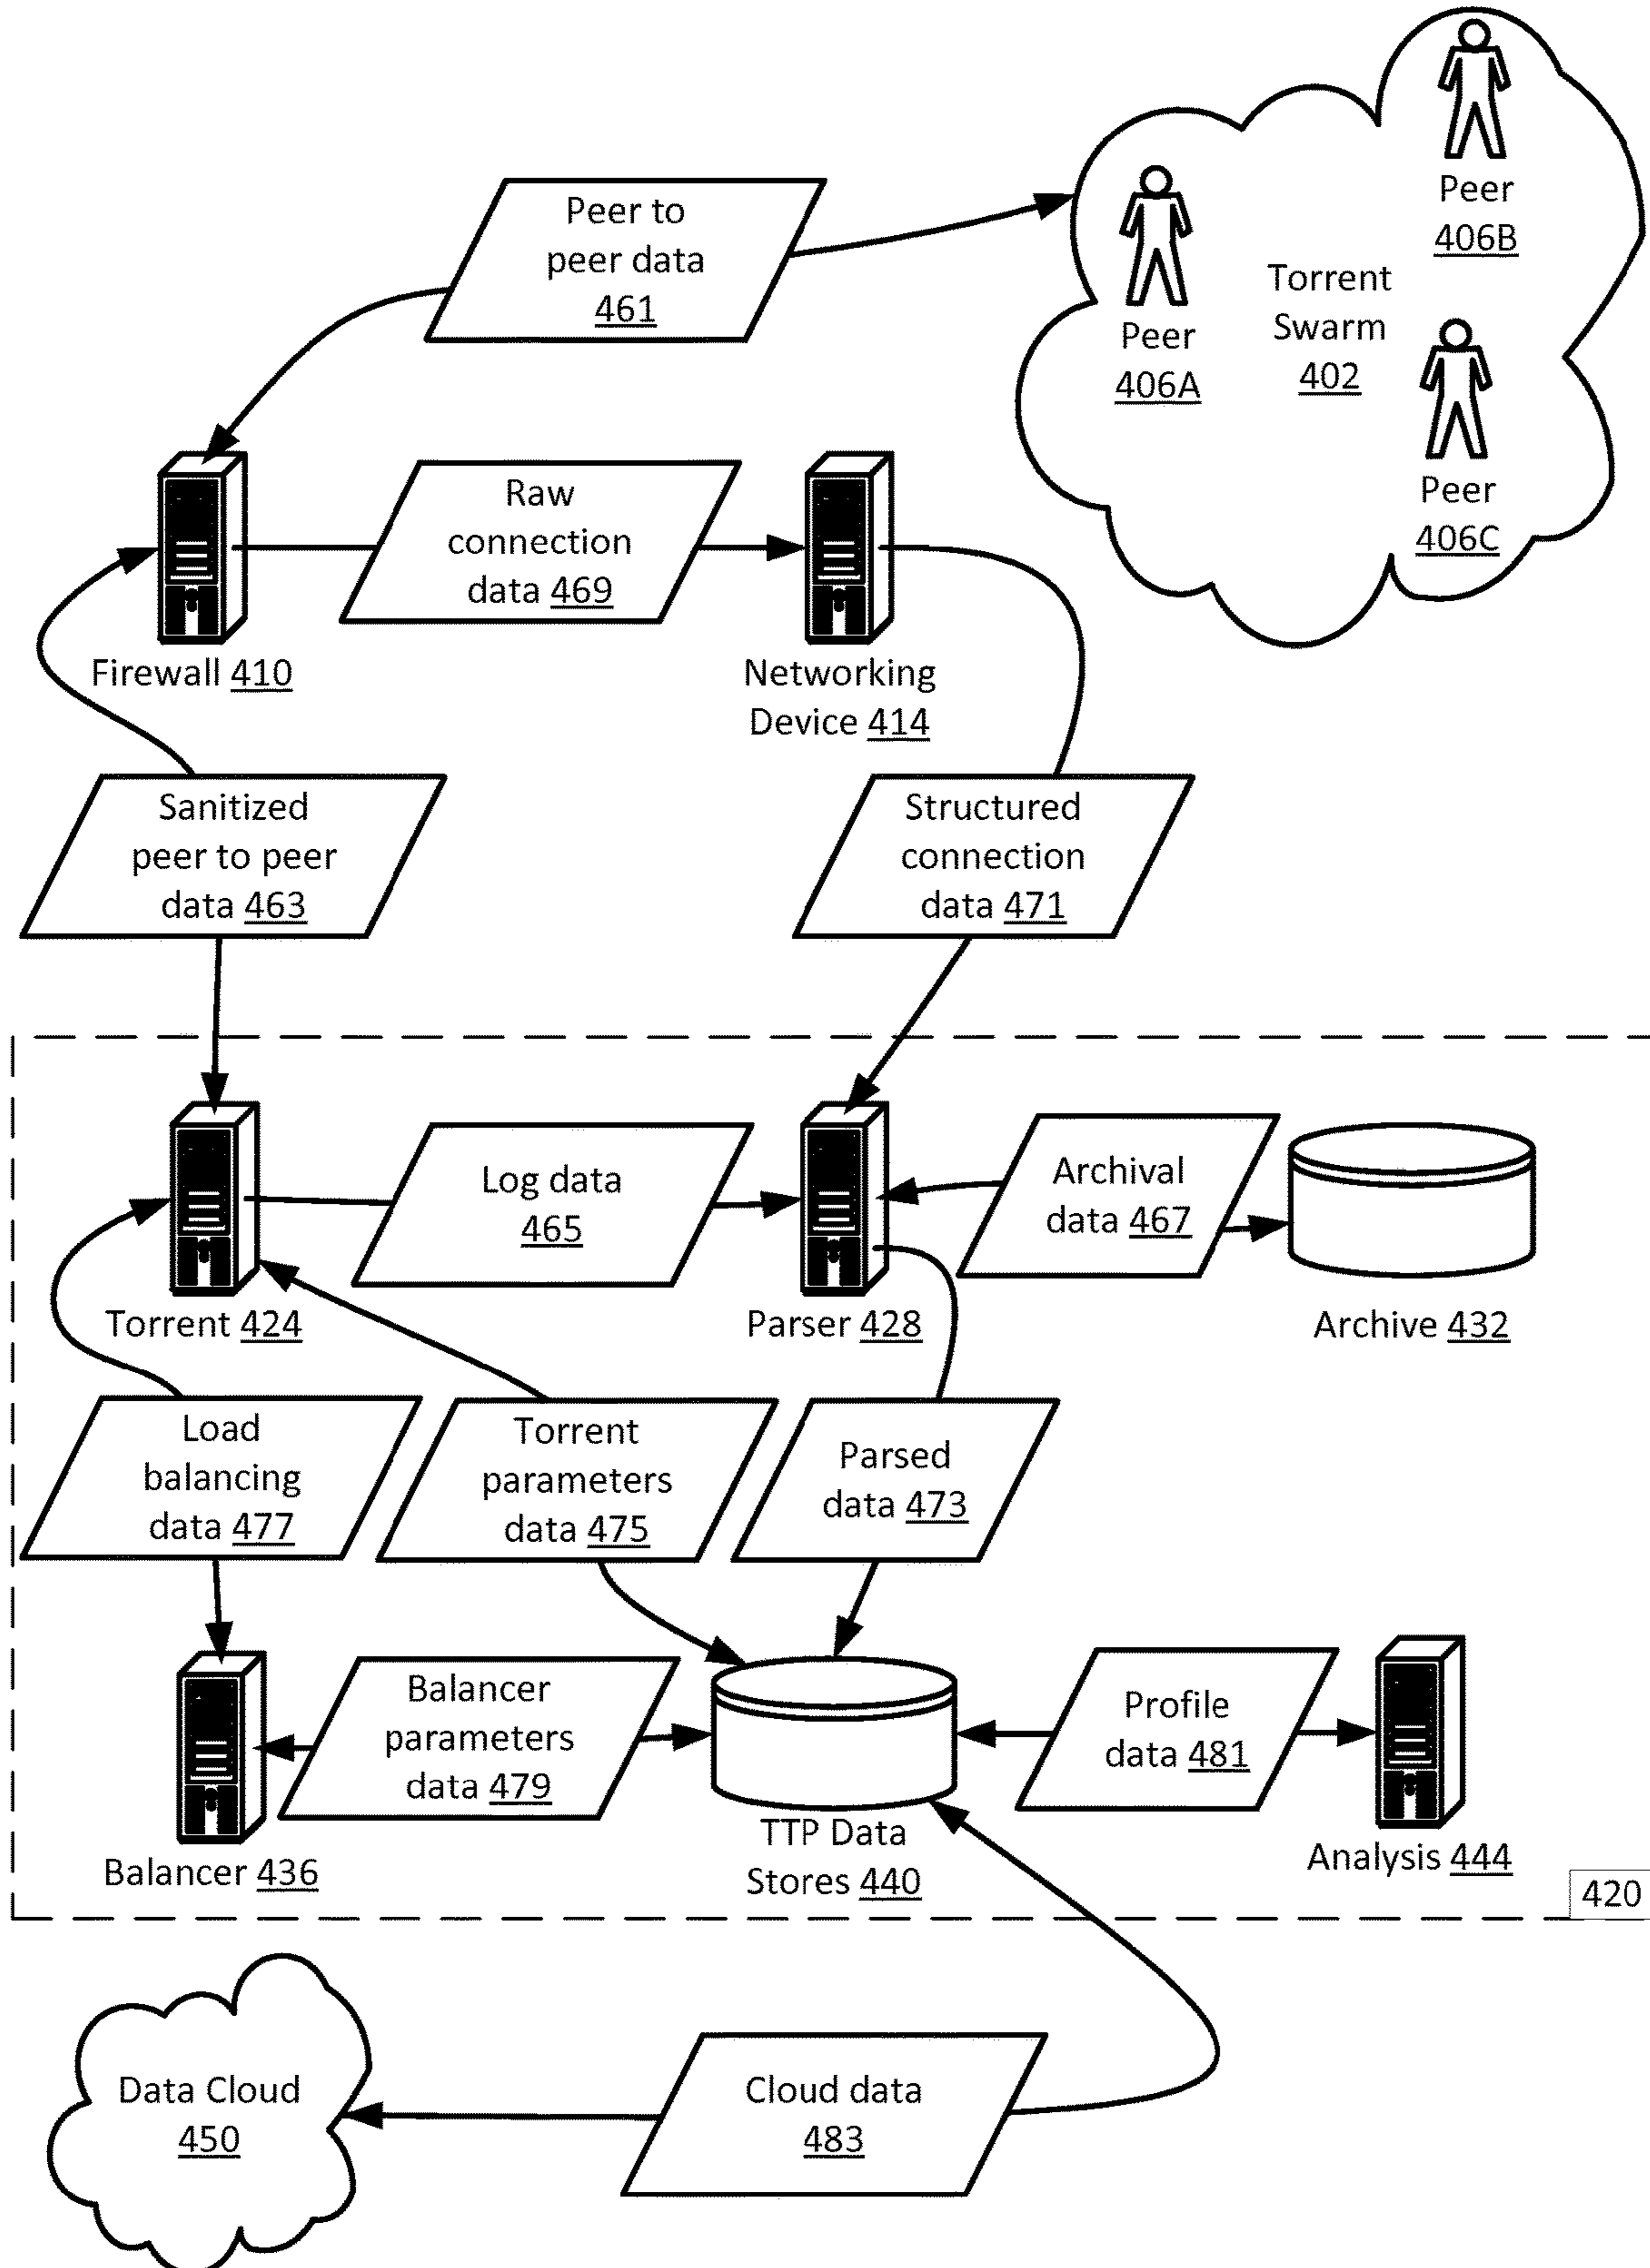 Peer
406B
Peer to
peer data
461
Peer
406A
Torrent
Swarm
402
Peer
406C
Raw
connection
data 469
Firewall 410
Networking
Device 414
Sanitized
peer to peer
data 463
Structured
connection
data 471
Log data
465
Archival
data 467
Torrent 424
Parser 428
Archive 432
Load
balancing
data 477
Torrent
parameters
data 475
Parsed
data 473
Balancer
parameters
data 479
Profile
data 481
Balancer 436
TTP Data
Stores 440
Analysis 444
420
Data Cloud
450
Cloud data
483